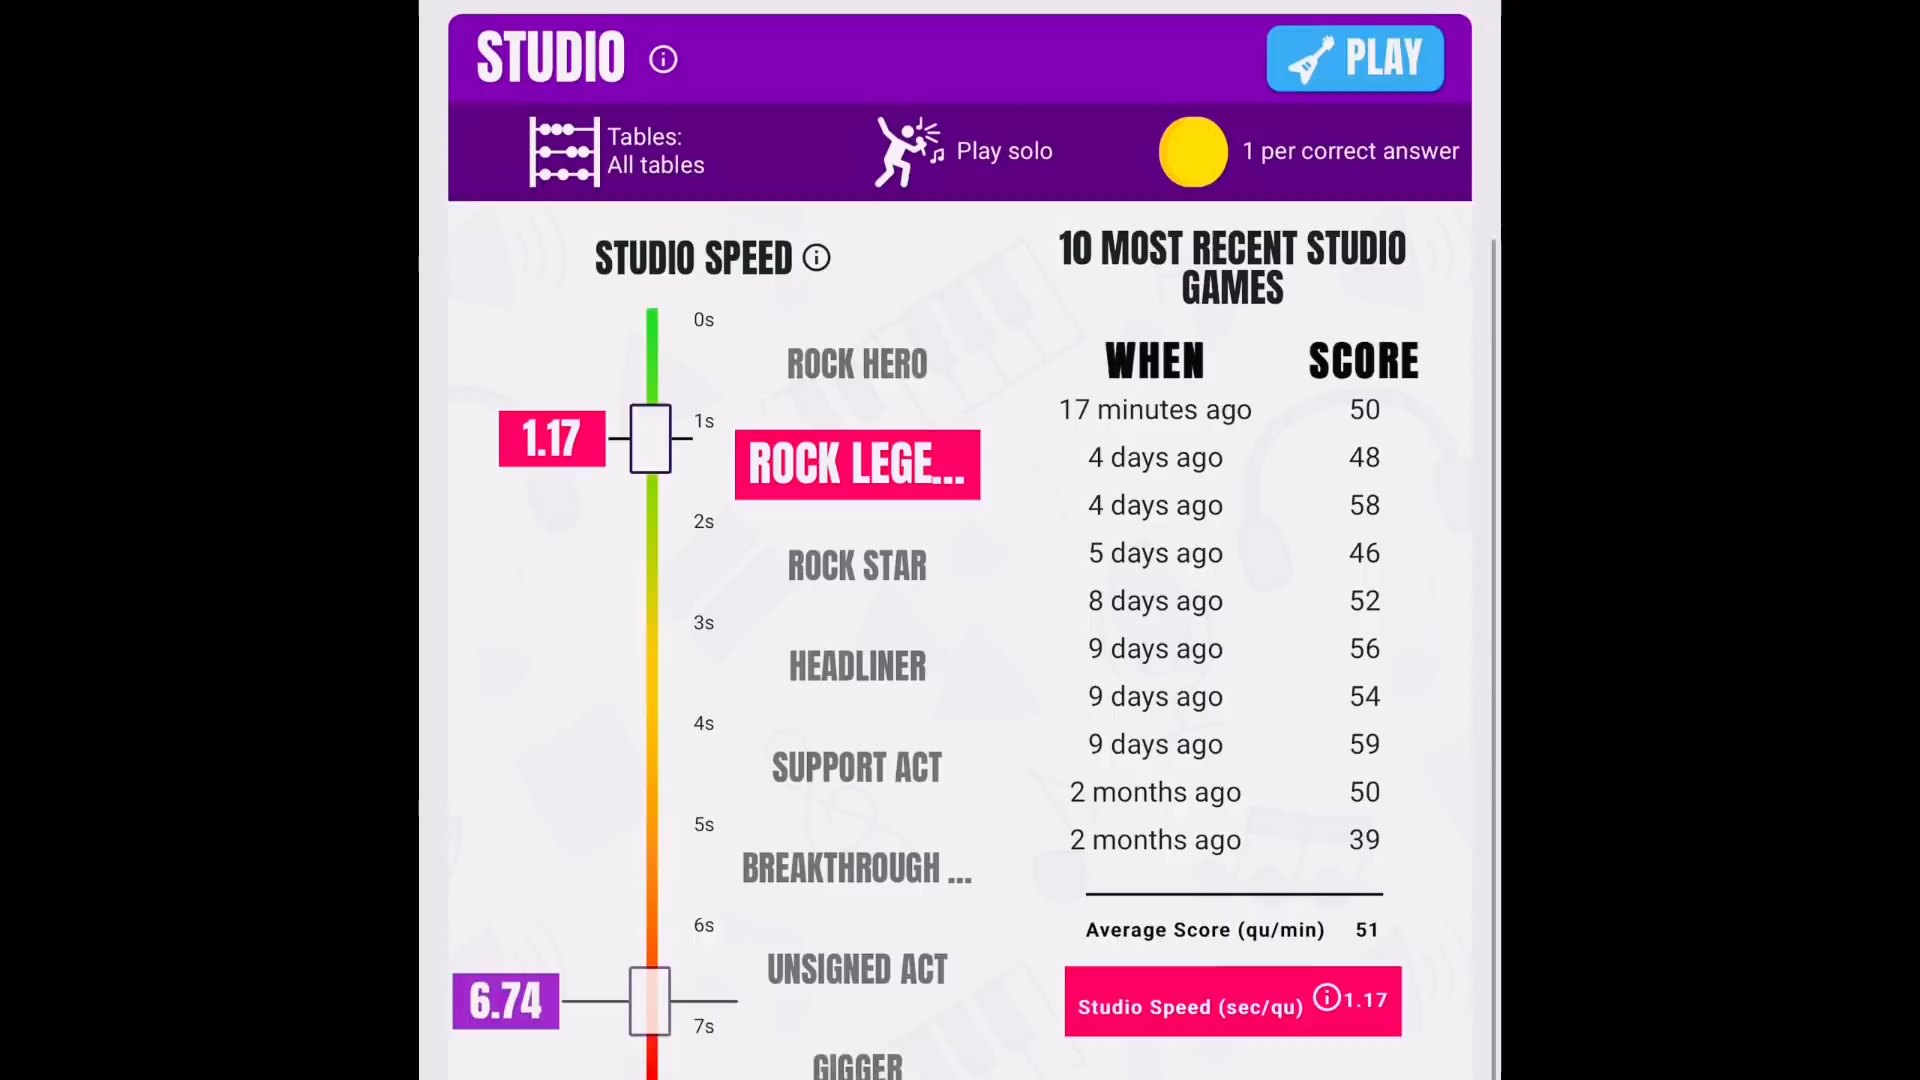 STUDIO
PLAY
Tables:
All tables
Play solo
1 per correct answer
STUDIO SPEED
0s
ROCK HERO
1.17
1s
ROCK LEGE...
2s
ROCK STAR
3s
HEADLINER
4s
SUPPORT ACT
5s
BREAKTHROUGH ...
6s
UNSIGNED ACT
6.74
7s
GIGGER
10 MOST RECENT STUDIO
GAMES
WHEN SCORE
17 minutes ago 50
4 days ago 48
4 days ago 58
5 days ago 46
8 days ago 52
9 days ago 56
9 days ago 54
9 days ago 59
2 months ago 50
2 months ago 39
Average Score (qu/min) 51
Studio Speed (sec/qu) 1.17